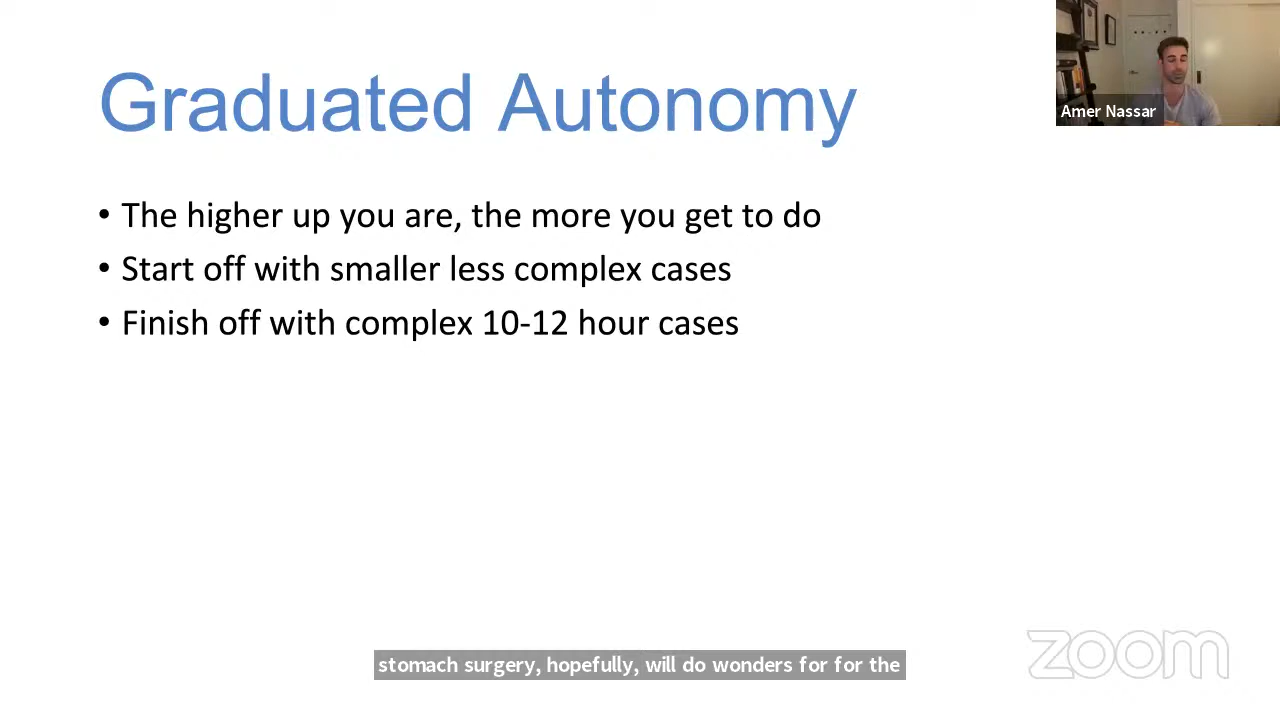 Graduated Autonomy
Amer Nassar
• The higher up you are, the more you get to do
• Start off with smaller less complex cases
• Finish off with complex 10-12 hour cases
stomach surgery, hopefully, will do wonders for for the
zoom